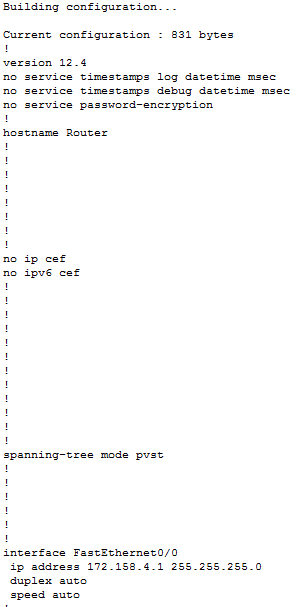 Building configuration...
Current configuration : 831 bytes
!
version 12.4
no service timestamps log datetime msec
no service timestamps debug datetime msec
no service password-encryption
!
hostname Router
!
!
!
!
!
!
!
!
no ip cef
no ipv6 cef
!
!
!
!
!
!
!
!
!
!
!
!
spanning-tree mode pvst
!
!
!
!
!
!
interface FastEthernet0/0
ip address 172.158.4.1 255.255.255.0
duplex auto
speed auto
!